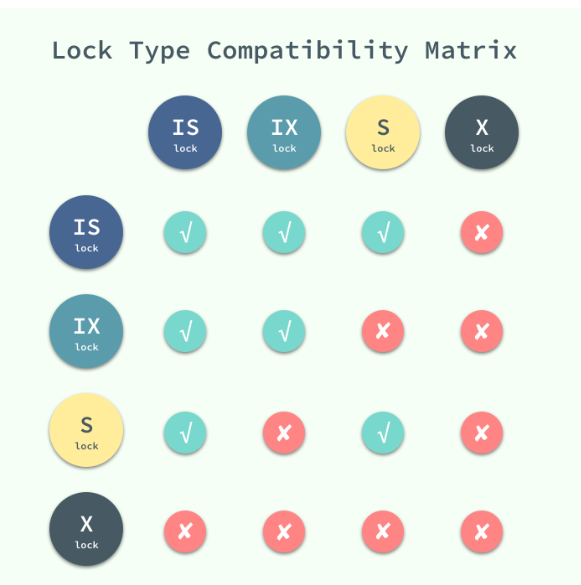 Lock Type Compatibility Matrix
IS IX S X
lock lock lock lock
IS √ √ √ ✘
lock
IX √ √ ✘ ✘
lock
S √ ✘ √ ✘
lock
X ✘ ✘ ✘ ✘
lock